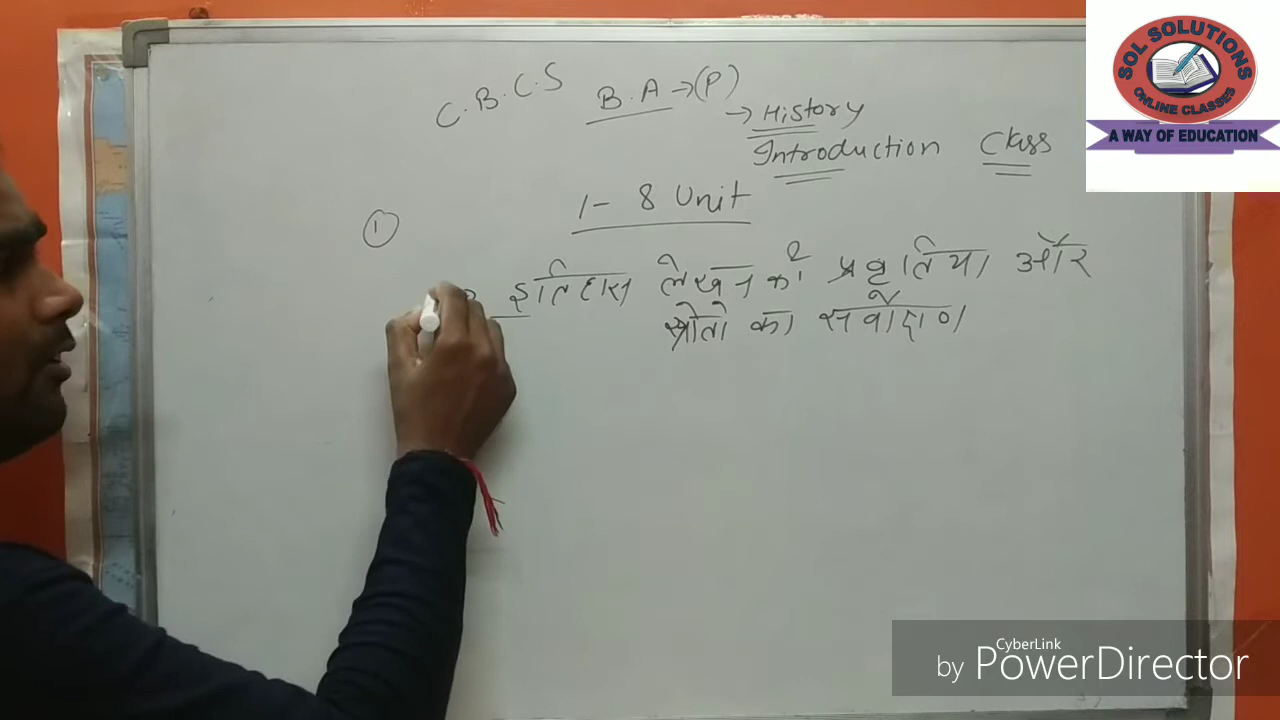 C.B.C.S B.A → (P)
→ History
Introduction Class
1 - 8 Unit
①
इतिहास लेखन की प्रवृतिया और
स्रोतो का सर्वेक्षण
SOL SOLUTIONS
ONLINE CLASSES
A WAY OF EDUCATION
CyberLink
by PowerDirector